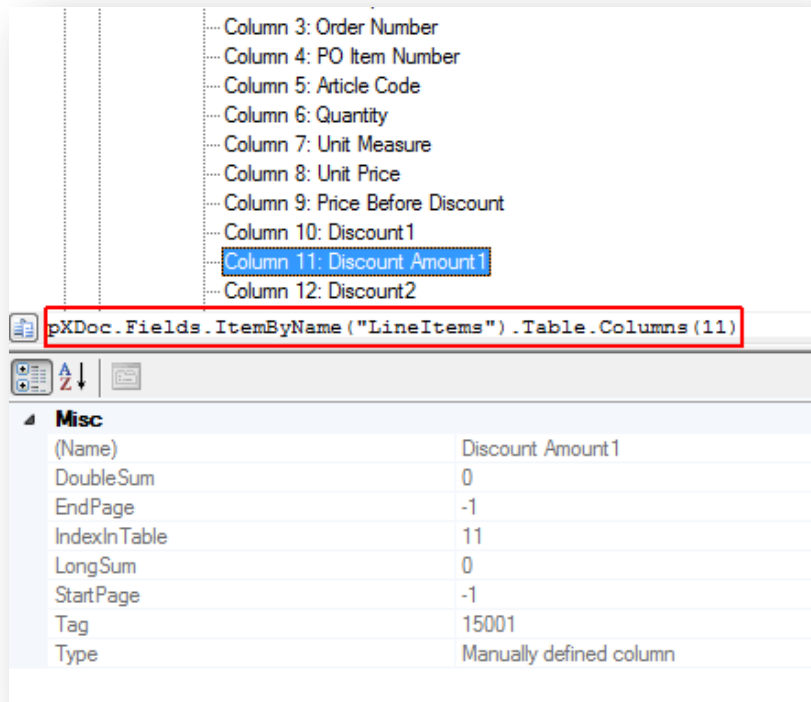 Column 3: Order Number
Column 4: PO Item Number
Column 5: Article Code
Column 6: Quantity
Column 7: Unit Measure
Column 8: Unit Price
Column 9: Price Before Discount
Column 10: Discount1
Column 11: Discount Amount1
Column 12: Discount2
pXDoc.Fields.ItemByName("LineItems").Table.Columns(11)
A
Z
Misc
(Name) Discount Amount1
DoubleSum 0
EndPage -1
IndexInTable 11
LongSum 0
StartPage -1
Tag 15001
Type Manually defined column